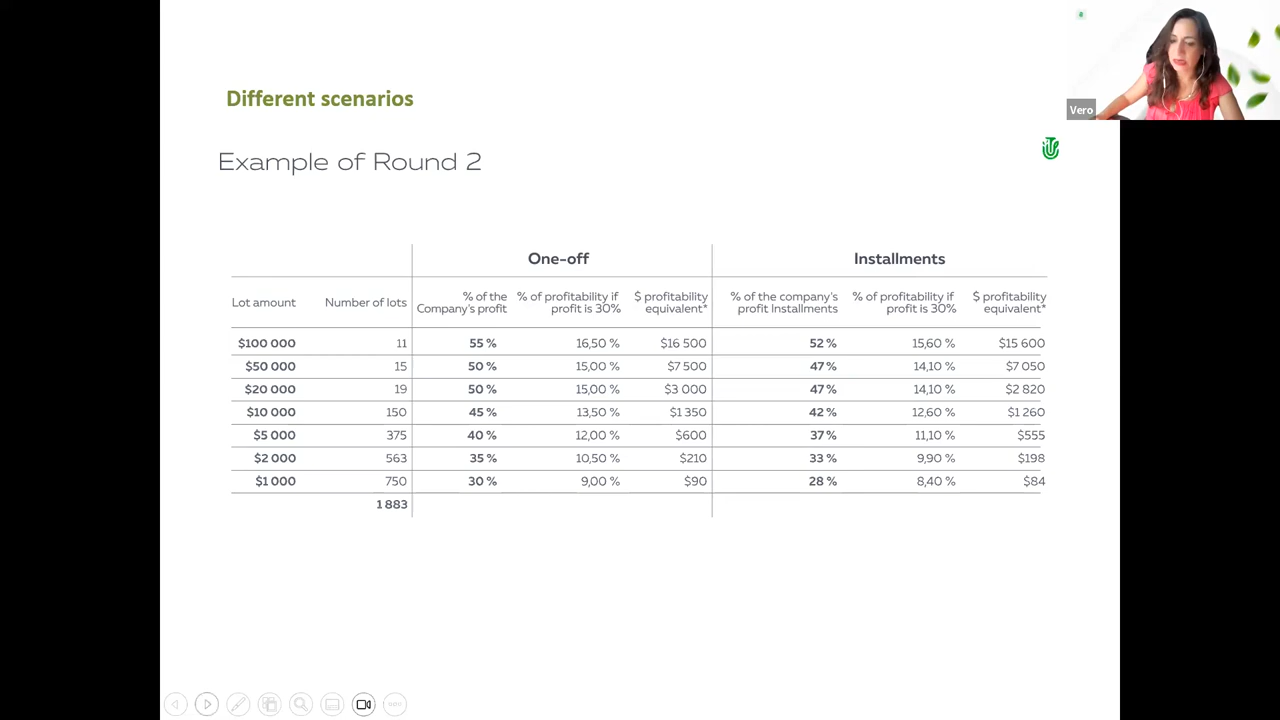 Vero
Different scenarios
Example of Round 2
One-off Installments
Lot amount Number of lots % of the Company's profit % of profitability if profit is 30% $ profitability equivalent* % of the company's profit Installments % of profitability if profit is 30% $ profitability equivalent*
$100 000 11 55 % 16,50 % $16 500 52 % 15,60 % $15 600
$50 000 15 50 % 15,00 % $7 500 47 % 14,10 % $7 050
$20 000 19 50 % 15,00 % $3 000 47 % 14,10 % $2 820
$10 000 150 45 % 13,50 % $1 350 42 % 12,60 % $1 260
$5 000 375 40 % 12,00 % $600 37 % 11,10 % $555
$2 000 563 35 % 10,50 % $210 33 % 9,90 % $198
$1 000 750 30 % 9,00 % $90 28 % 8,40 % $84
1 883